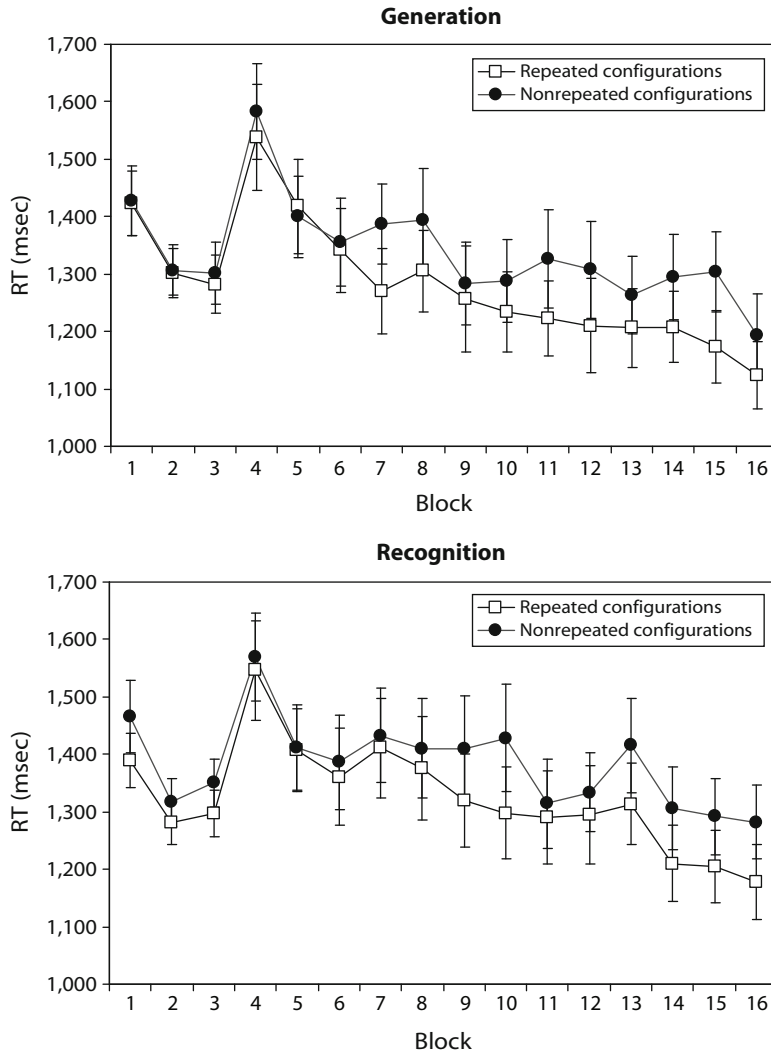 Generation
1,700
1,600
1,500
1,400
1,300
1,200
1,100
1,000
RT (msec)
Repeated configurations
Nonrepeated configurations
1 2 3 4 5 6 7 8 9 10 11 12 13 14 15 16
Block
Recognition
1,700
1,600
1,500
1,400
1,300
1,200
1,100
1,000
RT (msec)
Repeated configurations
Nonrepeated configurations
1 2 3 4 5 6 7 8 9 10 11 12 13 14 15 16
Block